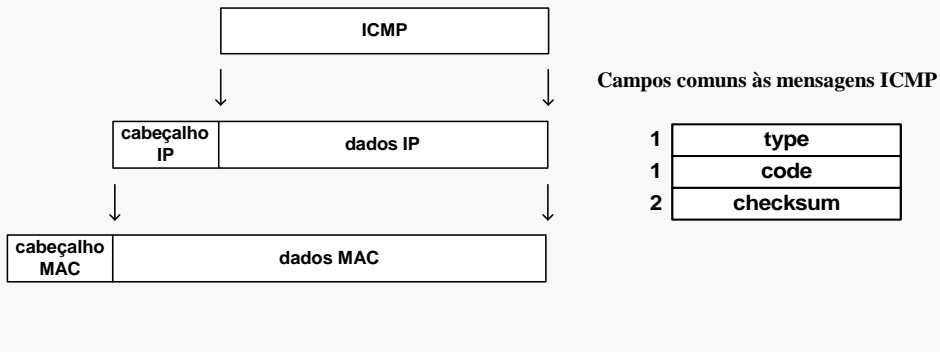 ICMP
Campos comuns às mensagens ICMP
cabeçalho
IP
dados IP
1 type
1 code
2 checksum
cabeçalho
MAC
dados MAC